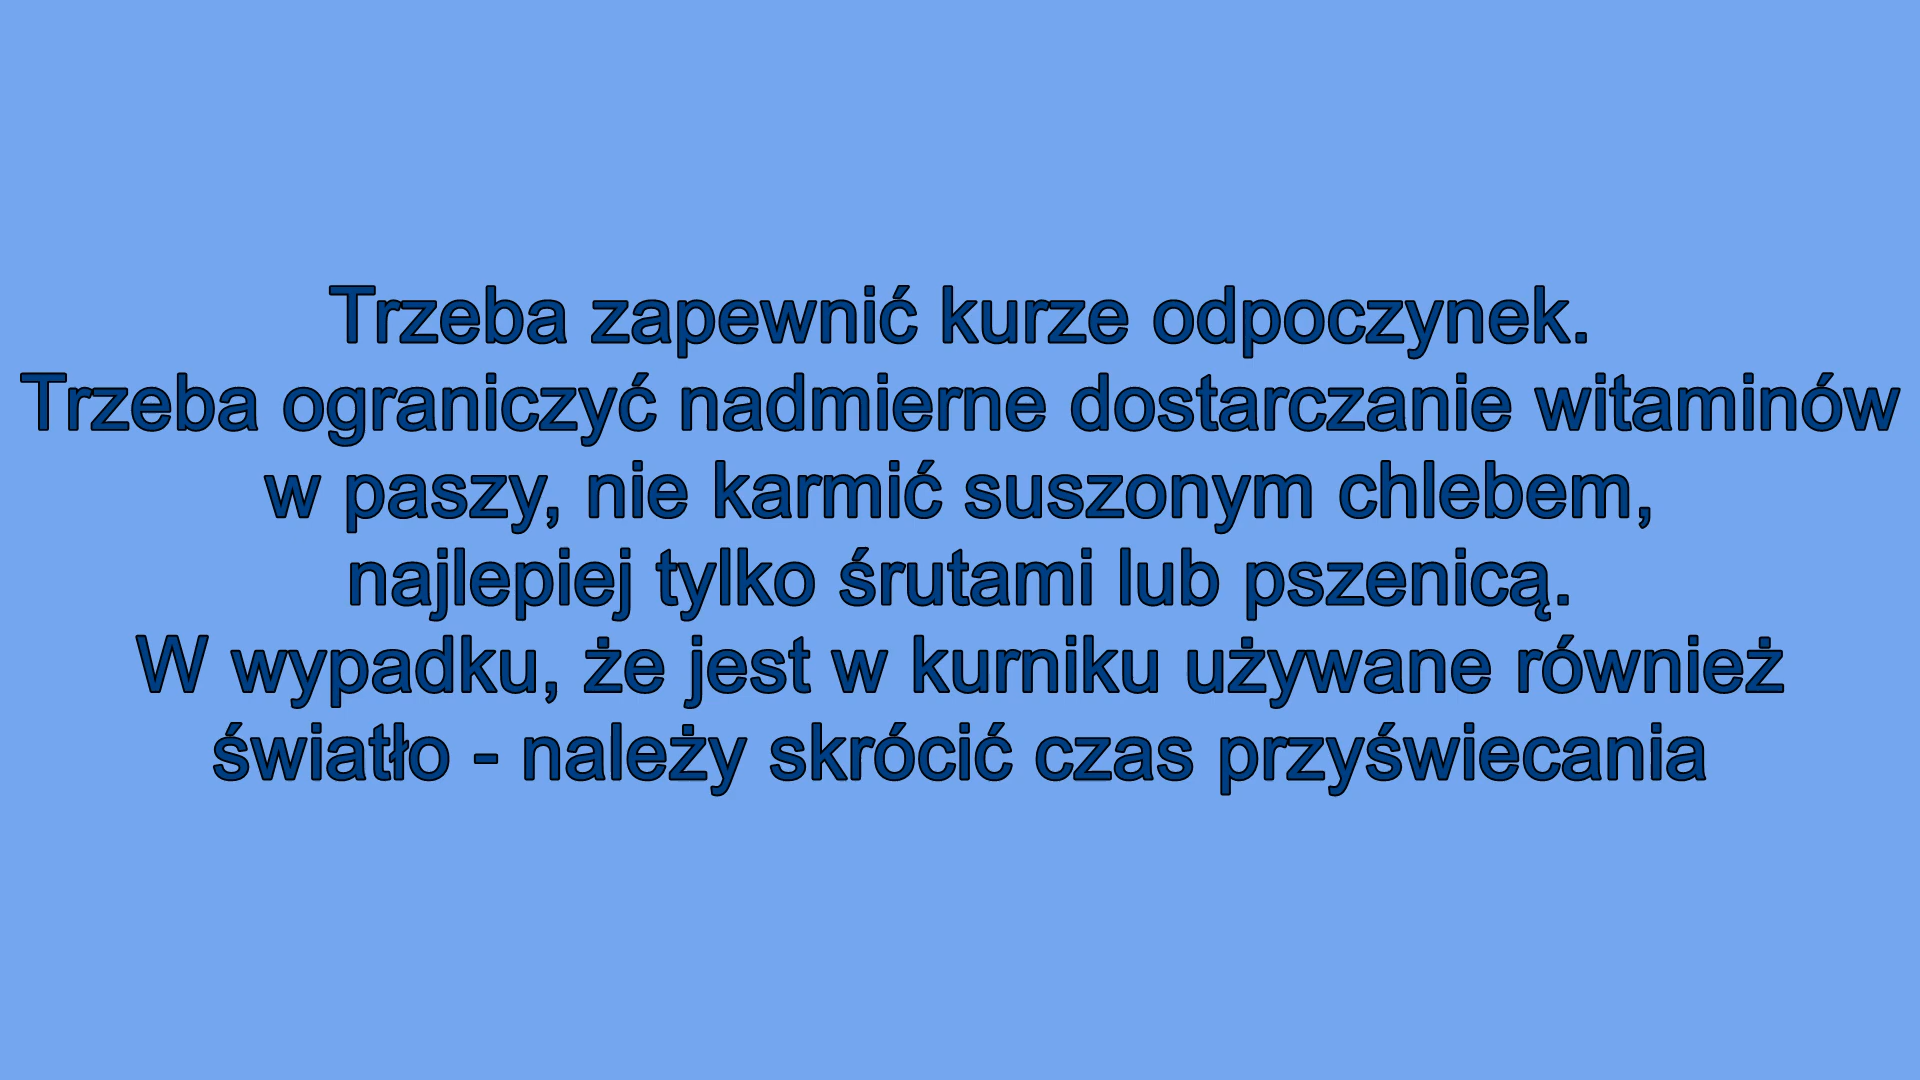 Trzeba zapewnić kurze odpoczynek.
Trzeba ograniczyć nadmierne dostarczanie witaminów
w paszy, nie karmić suszonym chlebem,
najlepiej tylko śrutami lub pszenicą.
W wypadku, że jest w kurniku używane również
światło - należy skrócić czas przyświecania